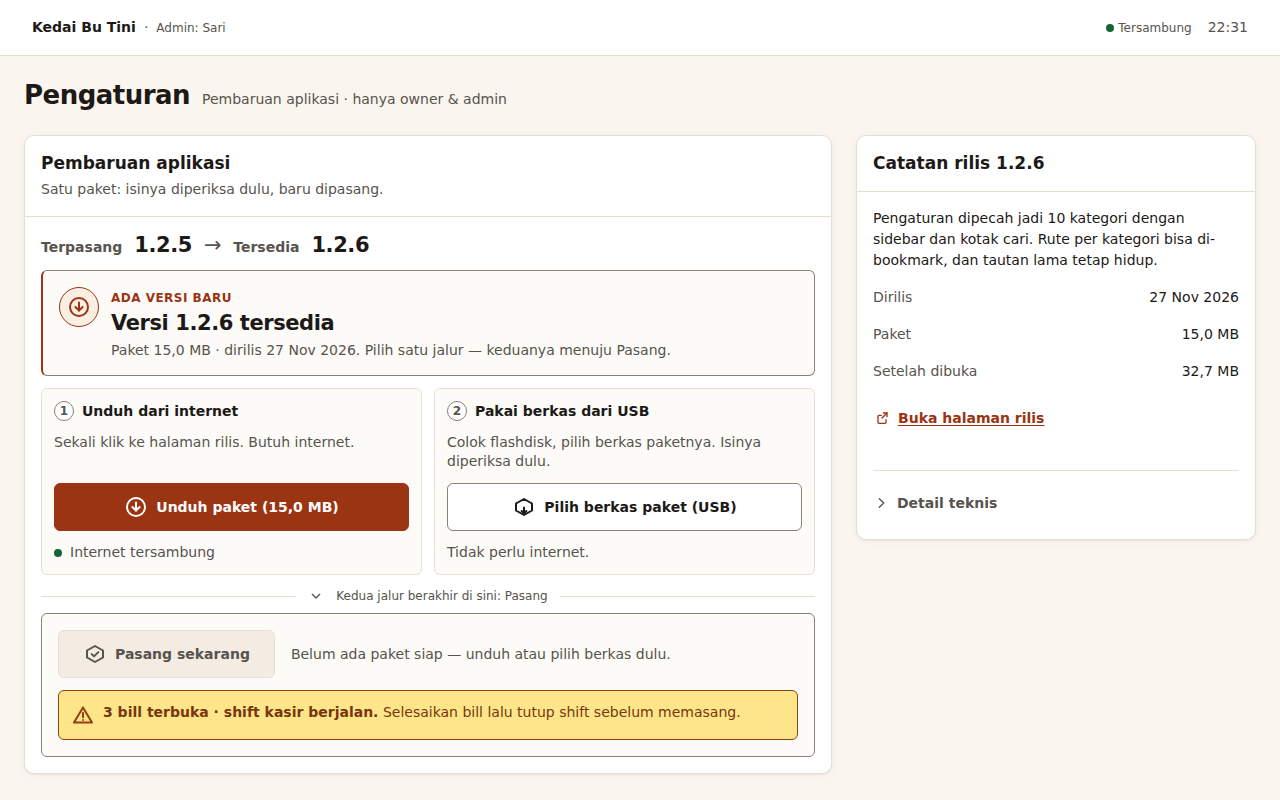 Kedai Bu Tini · Admin: Sari
Tersambung 22:31
Pengaturan Pembaruan aplikasi · hanya owner & admin
Pembaruan aplikasi
Satu paket: isinya diperiksa dulu, baru dipasang.
Terpasang 1.2.5 → Tersedia 1.2.6
ADA VERSI BARU
Versi 1.2.6 tersedia
Paket 15,0 MB · dirilis 27 Nov 2026. Pilih satu jalur — keduanya menuju Pasang.
1 Unduh dari internet
Sekali klik ke halaman rilis. Butuh internet.
Unduh paket (15,0 MB)
Internet tersambung
2 Pakai berkas dari USB
Colok flashdisk, pilih berkas paketnya. Isinya
diperiksa dulu.
Pilih berkas paket (USB)
Tidak perlu internet.
Kedua jalur berakhir di sini: Pasang
Pasang sekarang
Belum ada paket siap — unduh atau pilih berkas dulu.
3 bill terbuka · shift kasir berjalan. Selesaikan bill lalu tutup shift sebelum memasang.
Catatan rilis 1.2.6
Pengaturan dipecah jadi 10 kategori dengan
sidebar dan kotak cari. Rute per kategori bisa di-
bookmark, dan tautan lama tetap hidup.
Dirilis 27 Nov 2026
Paket 15,0 MB
Setelah dibuka 32,7 MB
Buka halaman rilis
Detail teknis